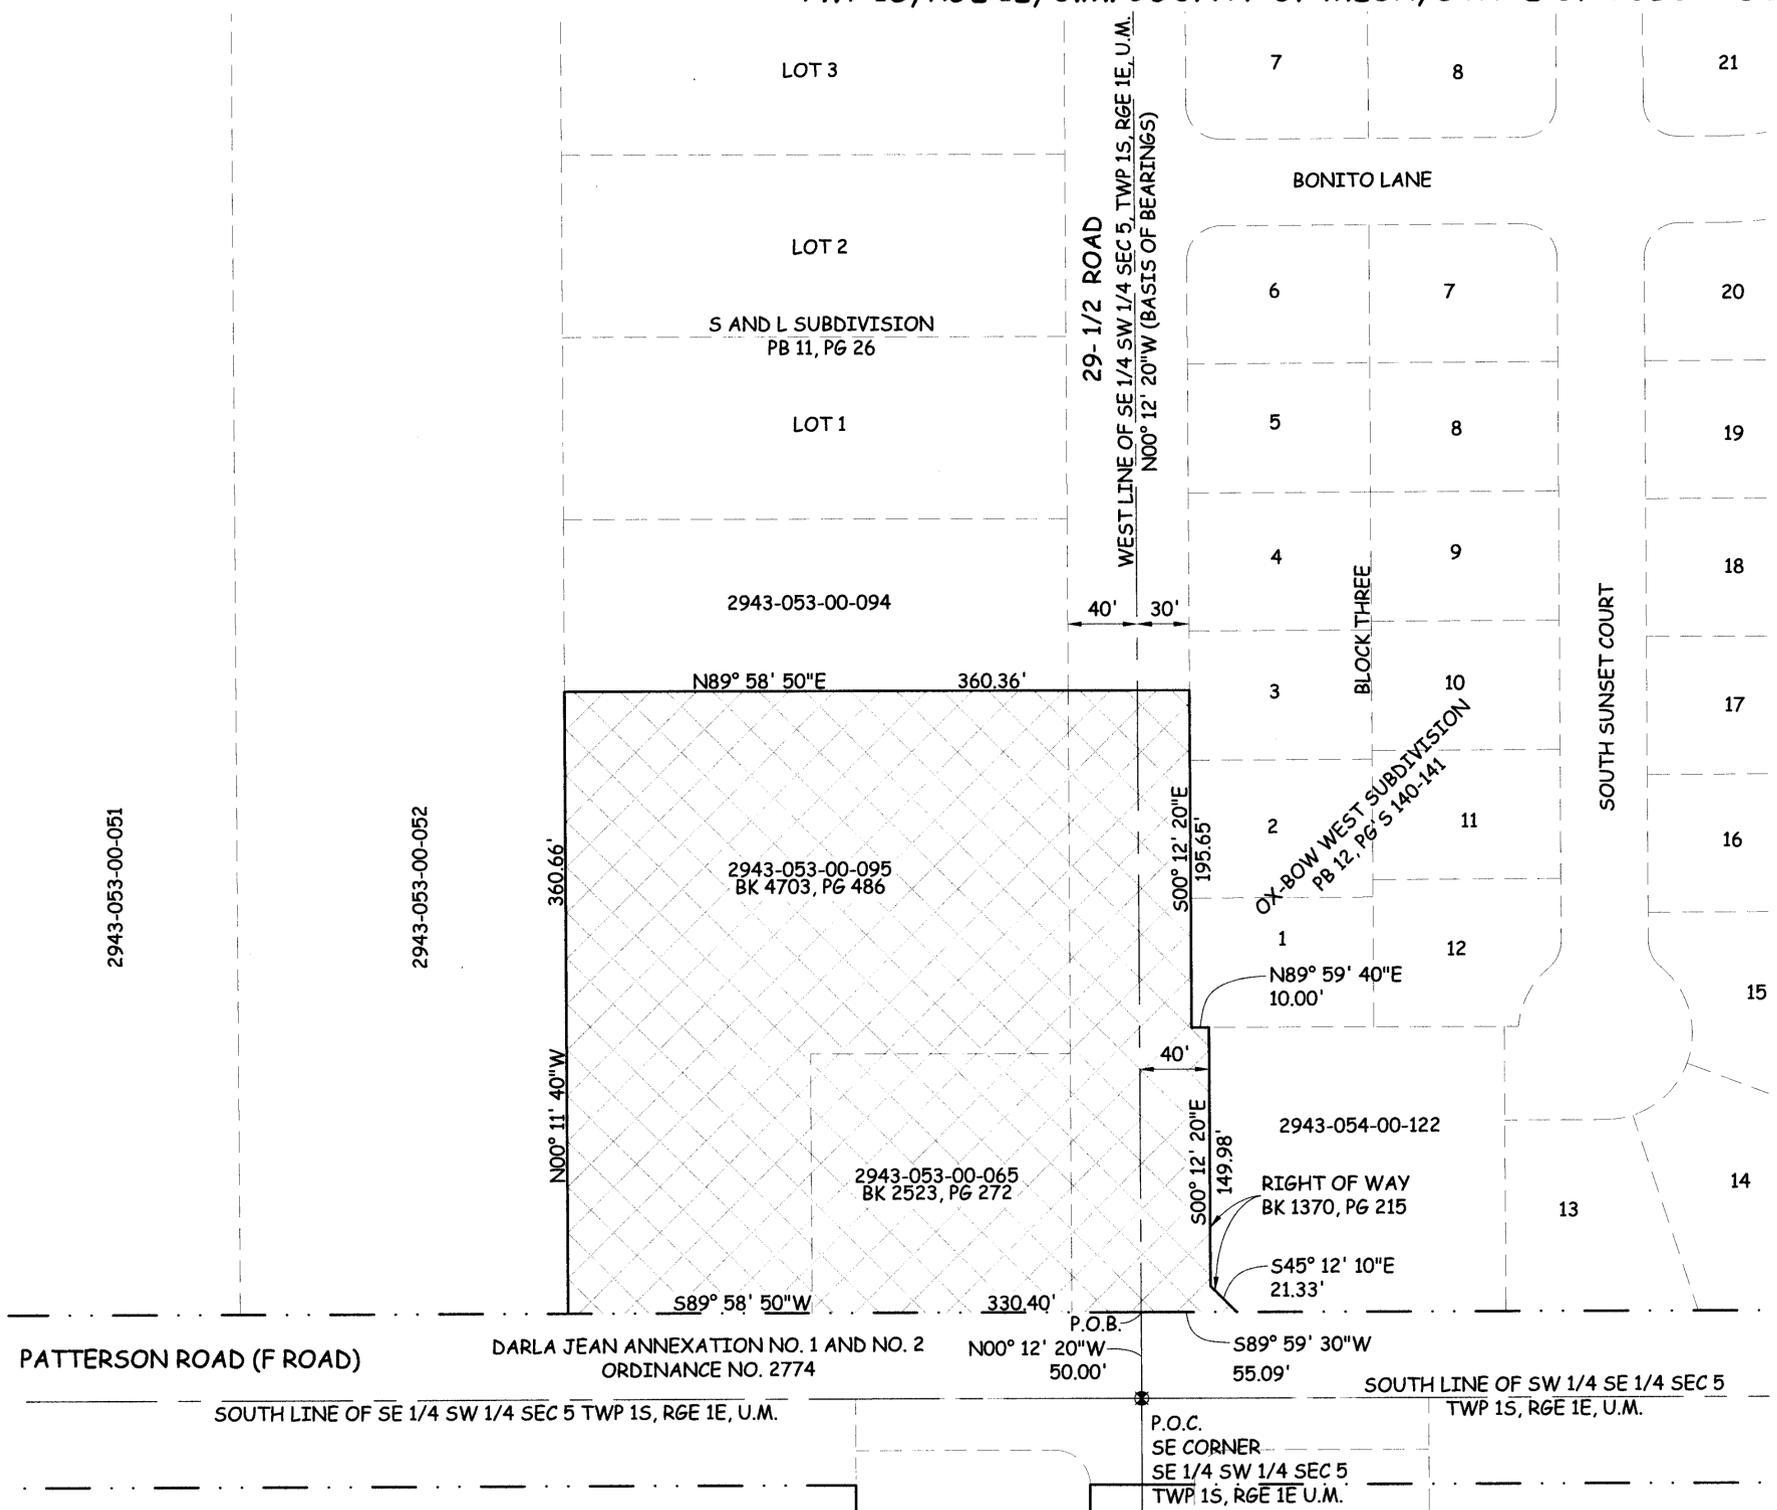 LOT 3
LOT 2
S AND L SUBDIVISION
PB 11, PG 26
LOT 1
2943-053-00-094
29-1/2 ROAD
WEST LINE OF SE 1/4 SW 1/4 SEC 5, TWP 1S, RGE 1E, U.M.
N00° 12' 20"W (BASIS OF BEARINGS)
40'
30'
7
8
21
BONITO LANE
6
7
20
5
8
19
4
9
18
BLOCK THREE
SOUTH SUNSET COURT
3
10
17
OX-BOW WEST SUBDIVISION
PB 12, PG'S 140-141
2
11
16
1
12
15
N89° 58' 50"E
360.36'
2943-053-00-051
2943-053-00-052
360.66'
N00° 11' 40"W
2943-053-00-095
BK 4703, PG 486
S00° 12' 20"E
195.65'
N89° 59' 40"E
10.00'
40'
S00° 12' 20"E
149.98'
2943-054-00-122
2943-053-00-065
BK 2523, PG 272
RIGHT OF WAY
BK 1370, PG 215
13
14
S45° 12' 10"E
21.33'
S89° 58' 50"W
330.40'
P.O.B.
N00° 12' 20"W
50.00'
S89° 59' 30"W
55.09'
PATTERSON ROAD (F ROAD)
DARLA JEAN ANNEXATION NO. 1 AND NO. 2
ORDINANCE NO. 2774
SOUTH LINE OF SE 1/4 SW 1/4 SEC 5 TWP 1S, RGE 1E, U.M.
SOUTH LINE OF SW 1/4 SE 1/4 SEC 5
TWP 1S, RGE 1E, U.M.
P.O.C.
SE CORNER
SE 1/4 SW 1/4 SEC 5
TWP 1S, RGE 1E U.M.